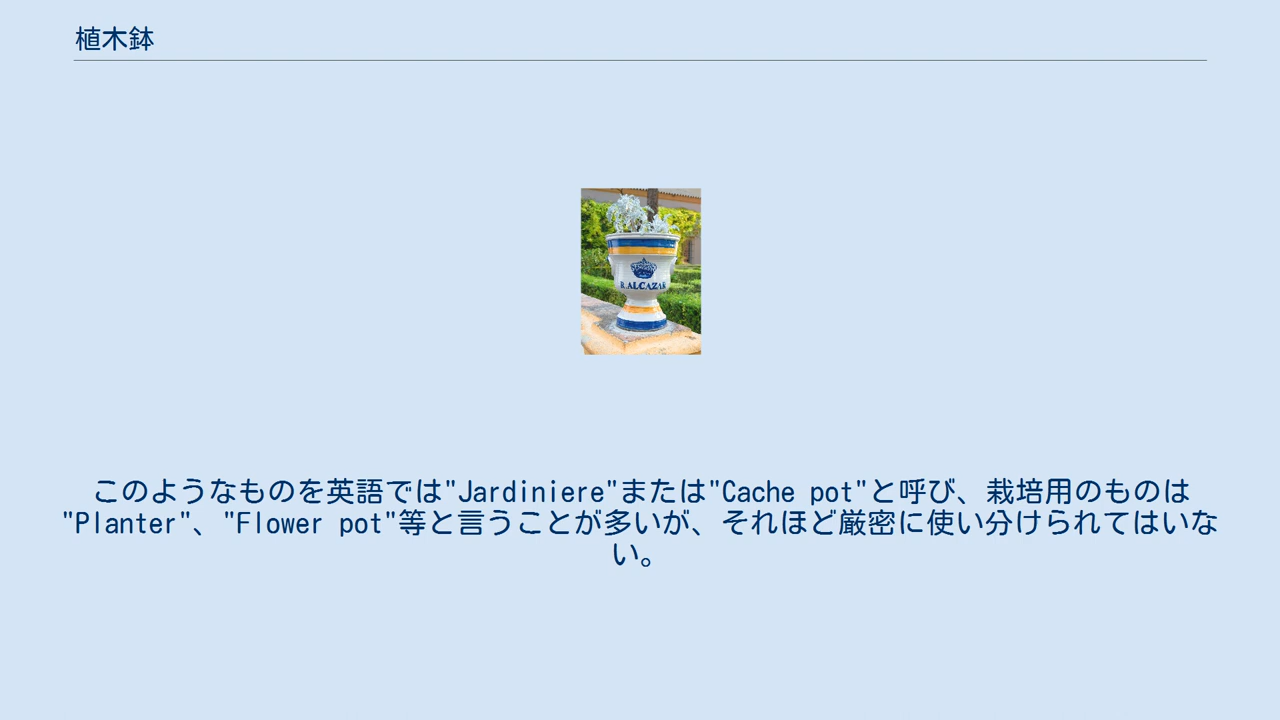 植木鉢
R.ALCAZAR
このようなものを英語では"Jardiniere"または"Cache pot"と呼び、栽培用のものは
"Planter"、"Flower pot"等と言うことが多いが、それほど厳密に使い分けられてはいな
い。